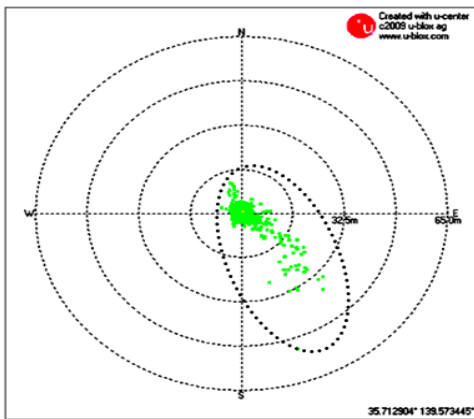 Created with u-center
c2009 u-blox ag
www.u-blox.com
N
W
32.5m
E
65.0m
S
35.712904° 139.573445°